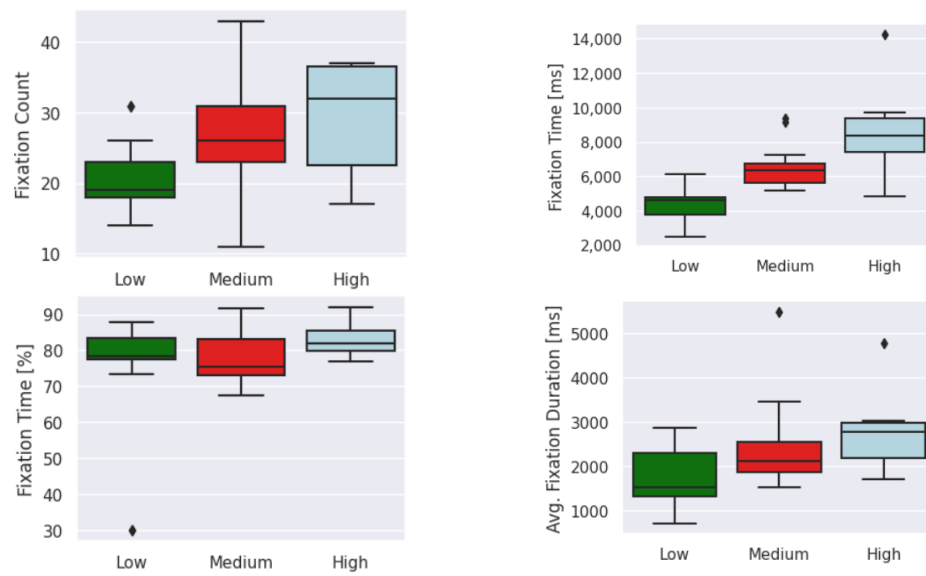 Fixation Count
40
30
20
10
Low Medium High
Fixation Time [ms]
14,000
12,000
10,000
8,000
6,000
4,000
2,000
Low Medium High
Fixation Time [%]
90
80
70
60
50
40
30
Low Medium High
Avg. Fixation Duration [ms]
5000
4000
3000
2000
1000
Low Medium High